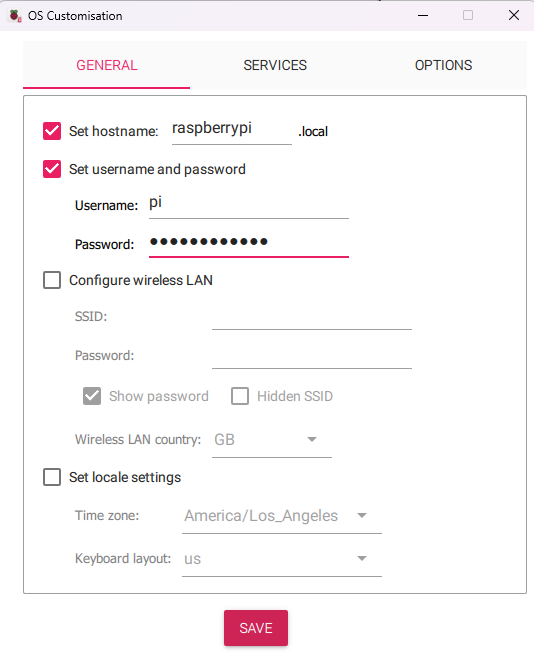 OS Customisation
GENERAL SERVICES OPTIONS
Set hostname: raspberrypi .local
Set username and password
Username: pi
Password: ●●●●●●●●●●●●
Configure wireless LAN
SSID:
Password:
Show password Hidden SSID
Wireless LAN country: GB
Set locale settings
Time zone: America/Los_Angeles
Keyboard layout: us
SAVE